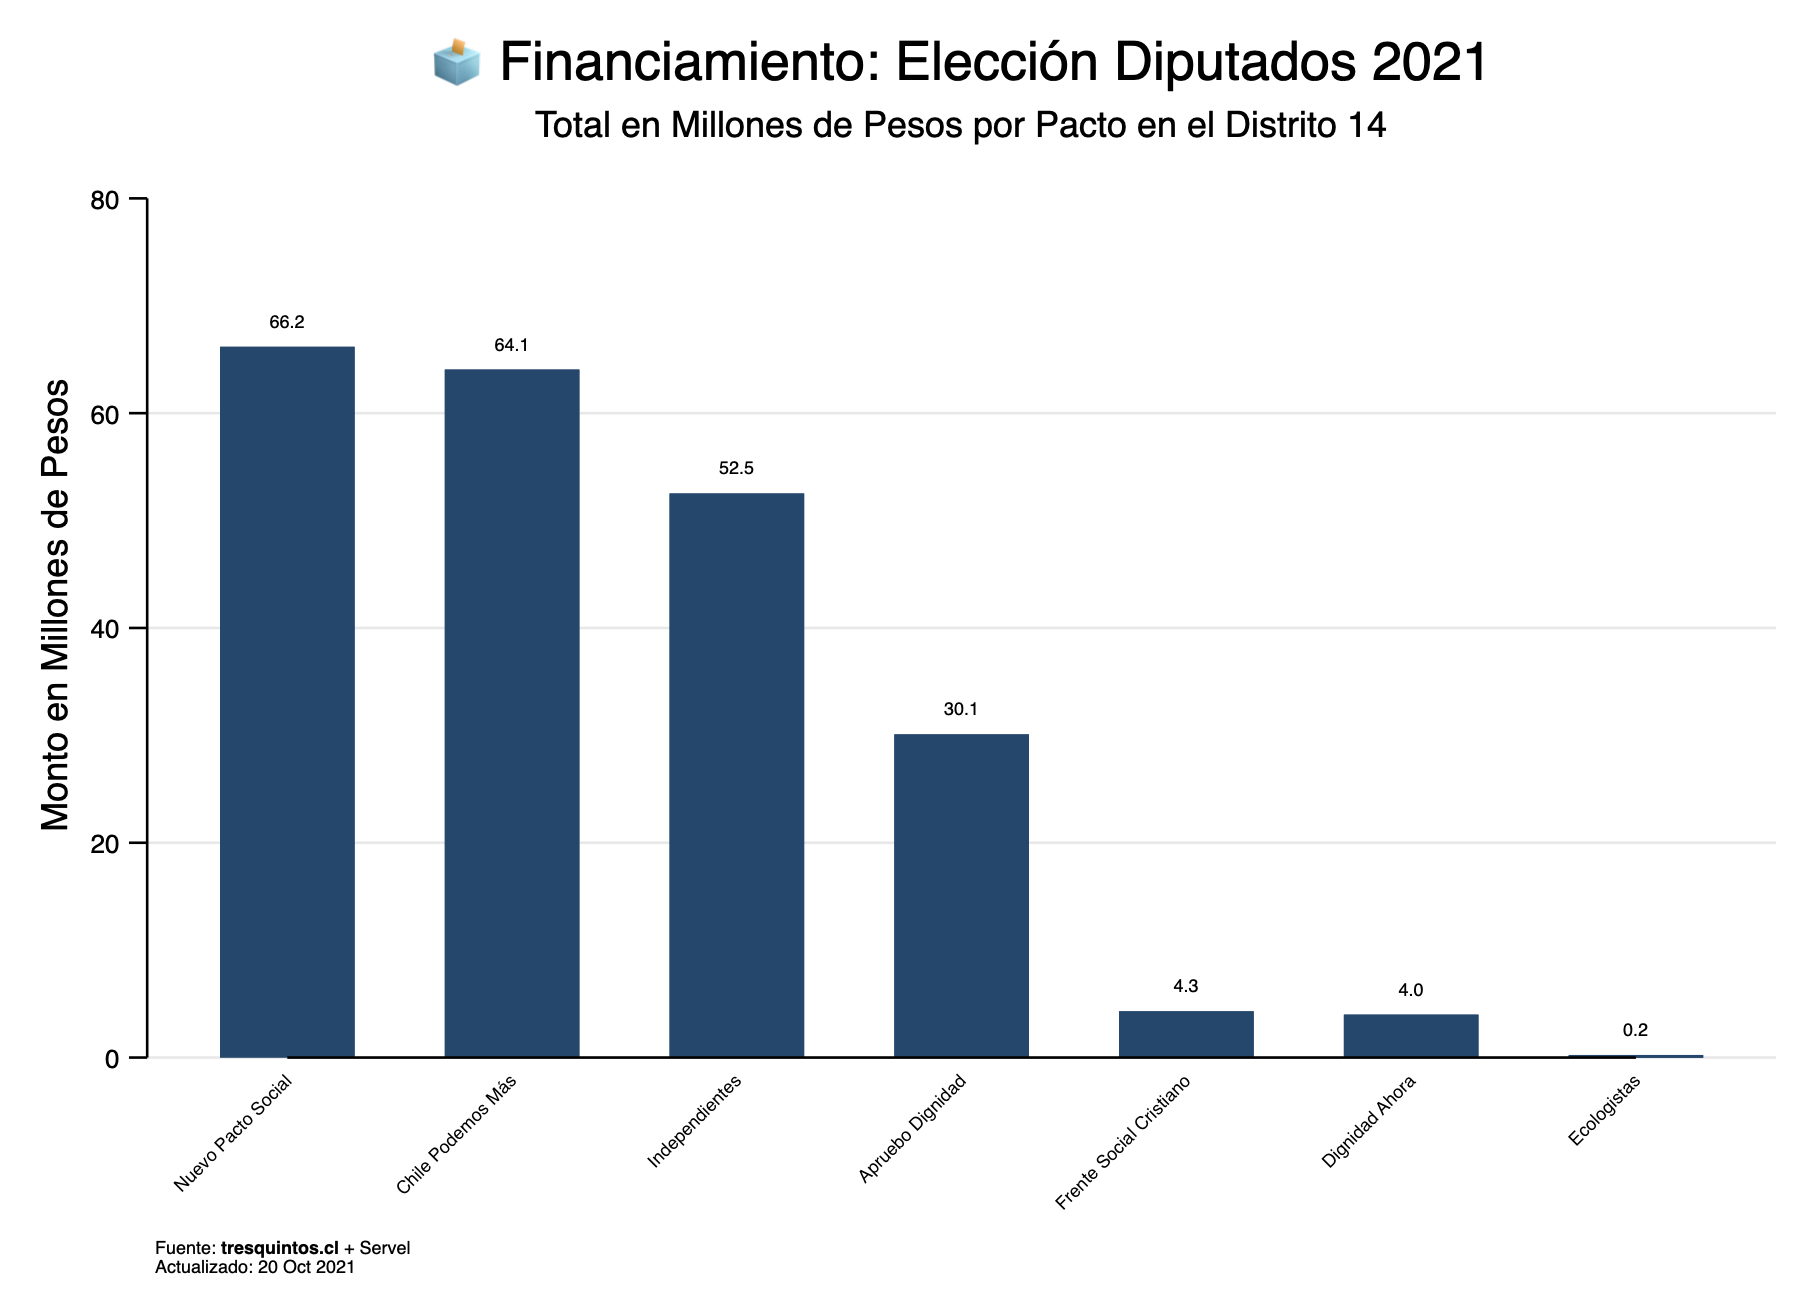 Financiamiento: Elección Diputados 2021
Total en Millones de Pesos por Pacto en el Distrito 14
Monto en Millones de Pesos
80
60
40
20
0
66.2
64.1
52.5
30.1
4.3
4.0
0.2
Nuevo Pacto Social
Chile Podemos Más
Independientes
Apruebo Dignidad
Frente Social Cristiano
Dignidad Ahora
Ecologistas
Fuente: tresquintos.cl + Servel
Actualizado: 20 Oct 2021